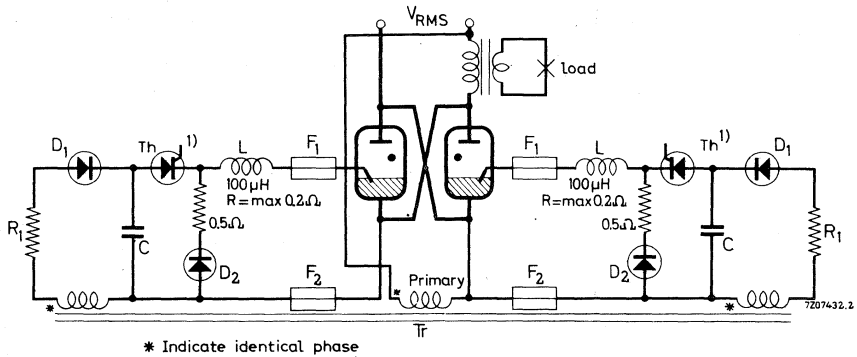 VRMS
load
D1
Th 1)
L
F1
F1
L
Th 1)
D1
100μH
R=max 0.2Ω
100μH
R=max 0.2Ω
R1
C
0.5Ω
D2
F2
Primary
F2
0.5Ω
D2
C
R1
*
*
*
7Z07432.2
Tr
* Indicate identical phase